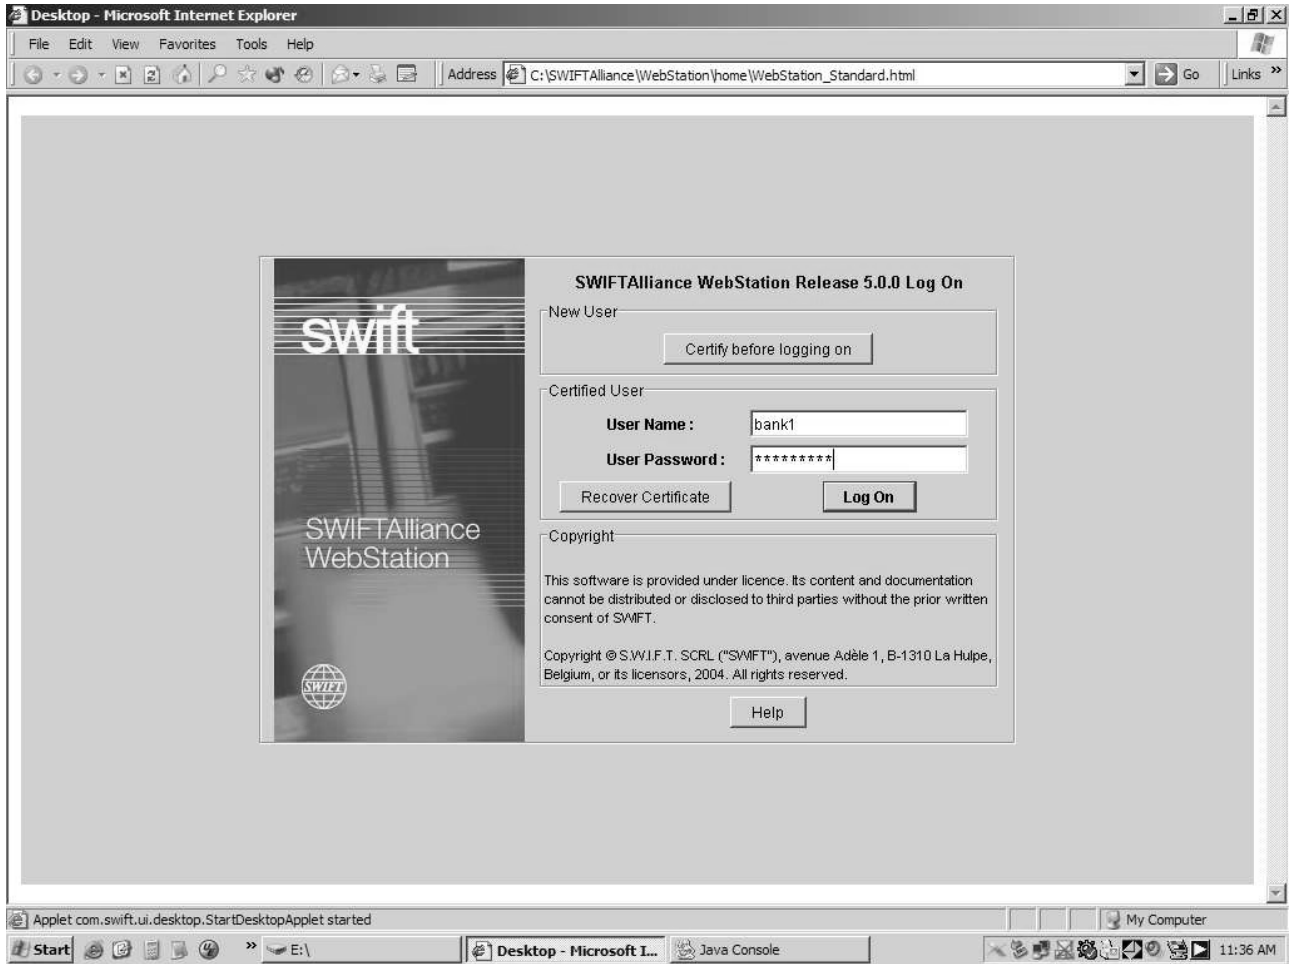 Desktop - Microsoft Internet Explorer
File Edit View Favorites Tools Help
Address C:\SWIFTAlliance\WebStation\home\WebStation_Standard.html Go Links »
swift
SWIFTAlliance
WebStation
SWIFT
SWIFTAlliance WebStation Release 5.0.0 Log On
New User
Certify before logging on
Certified User
User Name : bank1
User Password : *********
Recover Certificate Log On
Copyright
This software is provided under licence. Its content and documentation
cannot be distributed or disclosed to third parties without the prior written
consent of SWIFT.
Copyright © S.W.I.F.T. SCRL ("SWIFT"), avenue Adèle 1, B-1310 La Hulpe,
Belgium, or its licensors, 2004. All rights reserved.
Help
Applet com.swift.ui.desktop.StartDesktopApplet started My Computer
Start » E:\ Desktop - Microsoft I... Java Console 11:36 AM